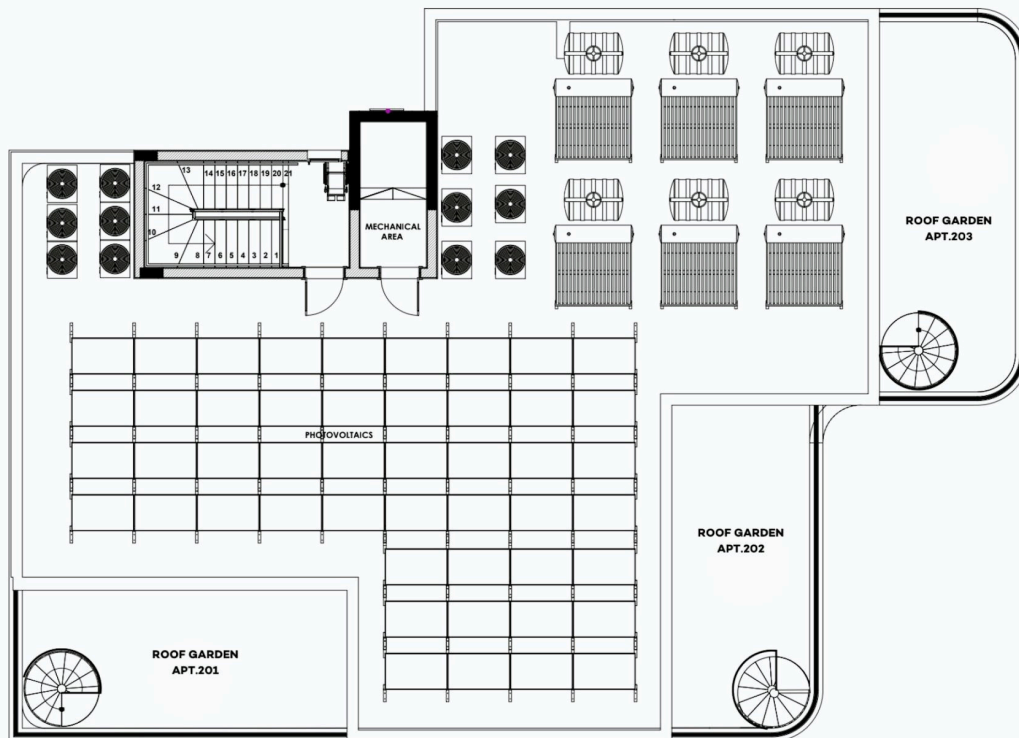 13
14 15 16 17 18 19 20 21
12
11
10
9 8 7 6 5 4 3 2 1
MECHANICAL
AREA
ROOF GARDEN
APT.203
PHOTOVOLTAICS
ROOF GARDEN
APT.202
ROOF GARDEN
APT.201